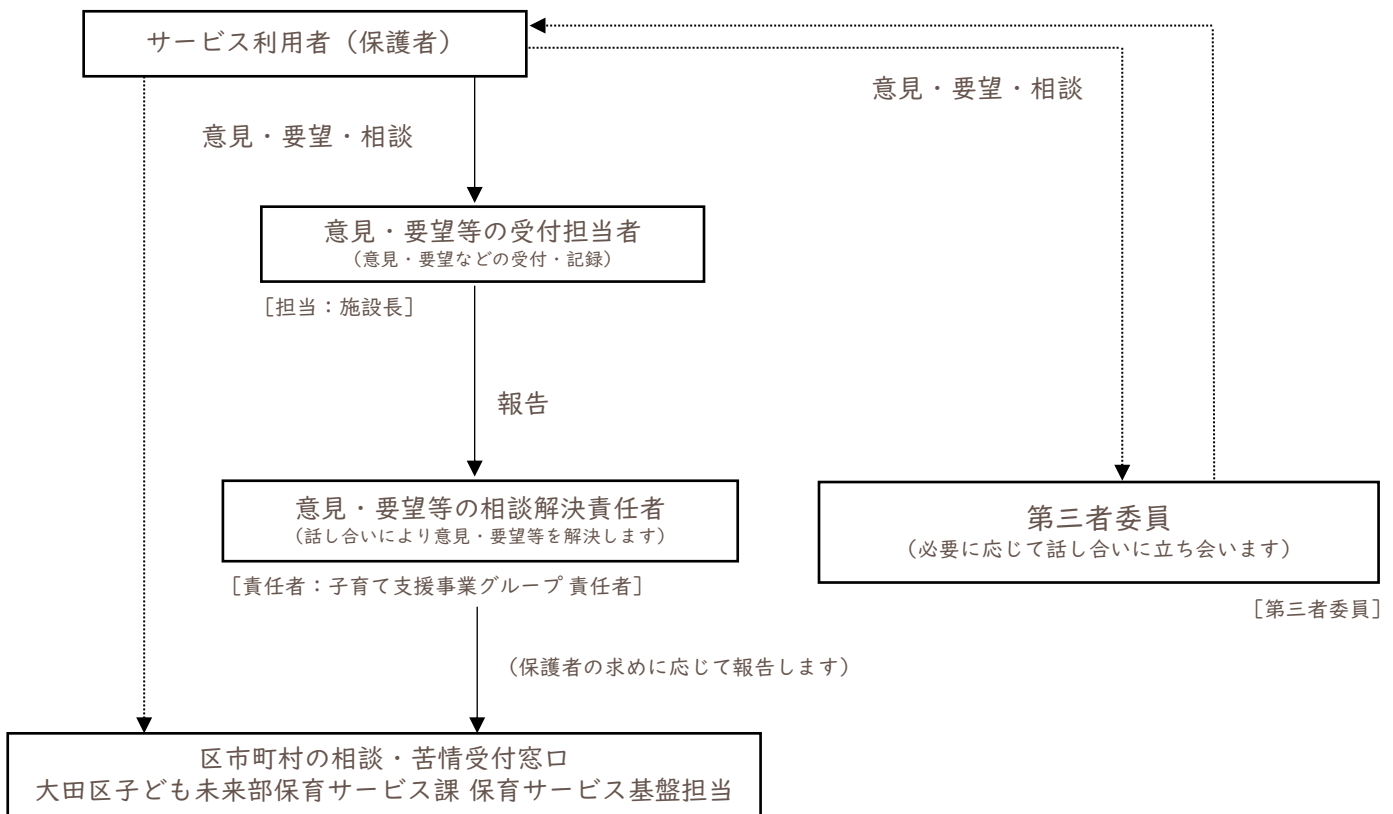 サービス利用者（保護者）
意見・要望・相談
意見・要望・相談
意見・要望等の受付担当者
（意見・要望などの受付・記録）
［担当：施設長］
報告
意見・要望等の相談解決責任者
（話し合いにより意見・要望等を解決します）
［責任者：子育て支援事業グループ 責任者］
第三者委員
（必要に応じて話し合いに立ち会います）
［第三者委員］
（保護者の求めに応じて報告します）
区市町村の相談・苦情受付窓口
大田区子ども未来部保育サービス課 保育サービス基盤担当